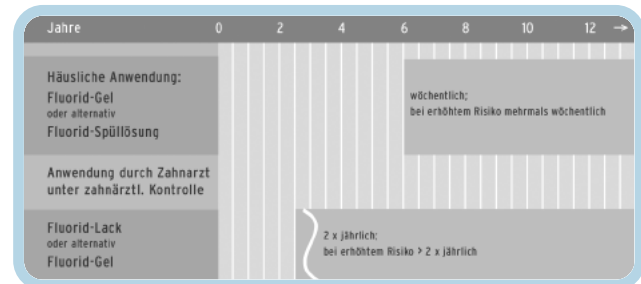 Jahre 0 2 4 6 8 10 12 →
Häusliche Anwendung:
Fluorid-Gel
oder alternativ
Fluorid-Spüllösung
wöchentlich;
bei erhöhtem Risiko mehrmals wöchentlich
Anwendung durch Zahnarzt
unter zahnärztl. Kontrolle
Fluorid-Lack
oder alternativ
Fluorid-Gel
2 x jährlich;
bei erhöhtem Risiko > 2 x jährlich